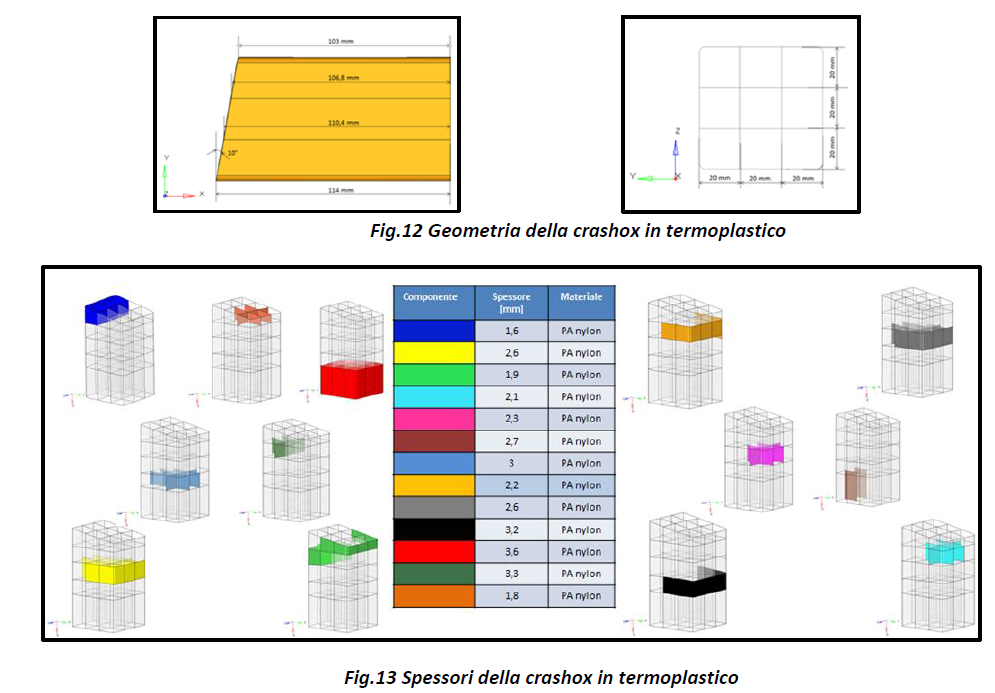 103 mm
106,8 mm
110,4 mm
10°
114 mm
Y
Z
X
20 mm
20 mm
20 mm
Z
Y
X
20 mm
20 mm
20 mm
Fig.12 Geometria della crashox in termoplastico
Componente Spessore [mm] Materiale
1,6 PA nylon
2,6 PA nylon
1,9 PA nylon
2,1 PA nylon
2,3 PA nylon
2,7 PA nylon
3 PA nylon
2,2 PA nylon
2,6 PA nylon
3,2 PA nylon
3,6 PA nylon
3,3 PA nylon
1,8 PA nylon
Fig.13 Spessori della crashox in termoplastico